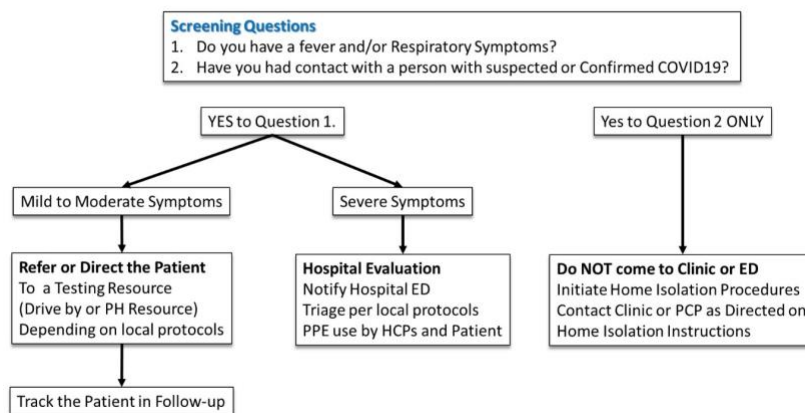 Screening Questions
1. Do you have a fever and/or Respiratory Symptoms?
2. Have you had contact with a person with suspected or Confirmed COVID19?
YES to Question 1.
Yes to Question 2 ONLY
Mild to Moderate Symptoms
Severe Symptoms
Refer or Direct the Patient
To a Testing Resource
(Drive by or PH Resource)
Depending on local protocols
Hospital Evaluation
Notify Hospital ED
Triage per local protocols
PPE use by HCPs and Patient
Do NOT come to Clinic or ED
Initiate Home Isolation Procedures
Contact Clinic or PCP as Directed on
Home Isolation Instructions
Track the Patient in Follow-up